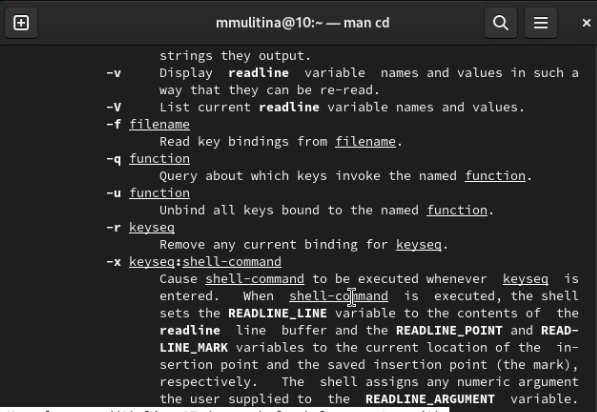 mmulitina@10:~ — man cd
strings they output.
-v Display readline variable names and values in such a
way that they can be re-read.
-V List current readline variable names and values.
-f filename
Read key bindings from filename.
-q function
Query about which keys invoke the named function.
-u function
Unbind all keys bound to the named function.
-r keyseq
Remove any current binding for keyseq.
-x keyseq:shell-command
Cause shell-command to be executed whenever keyseq is
entered. When shell-command is executed, the shell
sets the READLINE_LINE variable to the contents of the
readline line buffer and the READLINE_POINT and READ-
LINE_MARK variables to the current location of the in-
sertion point and the saved insertion point (the mark),
respectively. The shell assigns any numeric argument
the user supplied to the READLINE_ARGUMENT variable.